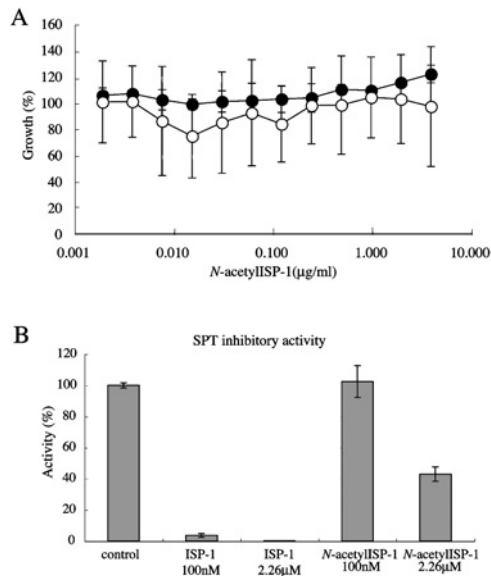 A
160
140
120
100
80
60
40
20
0
Growth (%)
0.001 0.010 0.100 1.000 10.000
N-acetylISP-1(μg/ml)
B
SPT inhibitory activity
120
100
80
60
40
20
0
Activity (%)
control ISP-1 ISP-1 N-acetylISP-1 N-acetylISP-1
100nM 2.26μM 100nM 2.26μM